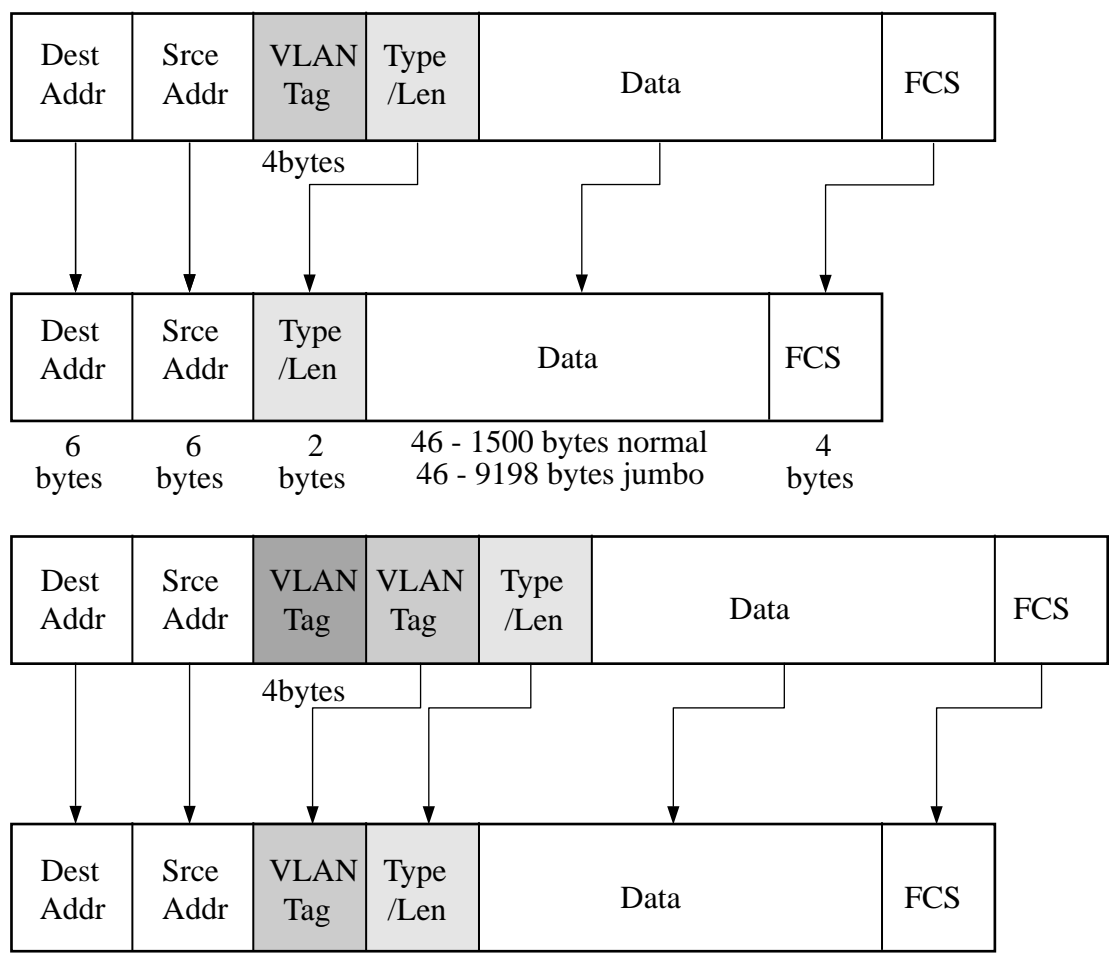 Dest Addr
Srce Addr
VLAN Tag
Type /Len
Data
FCS
4bytes
Dest Addr
Srce Addr
Type /Len
Data
FCS
6 bytes
6 bytes
2 bytes
46 - 1500 bytes normal
46 - 9198 bytes jumbo
4 bytes
Dest Addr
Srce Addr
VLAN Tag
VLAN Tag
Type /Len
Data
FCS
4bytes
Dest Addr
Srce Addr
VLAN Tag
Type /Len
Data
FCS